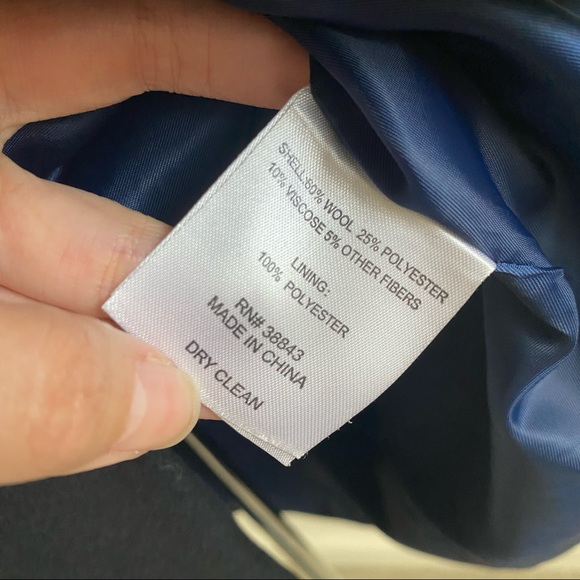 SHELL:60% WOOL 25% POLYESTER
10% VISCOSE 5% OTHER FIBERS
LINING:
100% POLYESTER
RN# 38843
MADE IN CHINA
DRY CLEAN